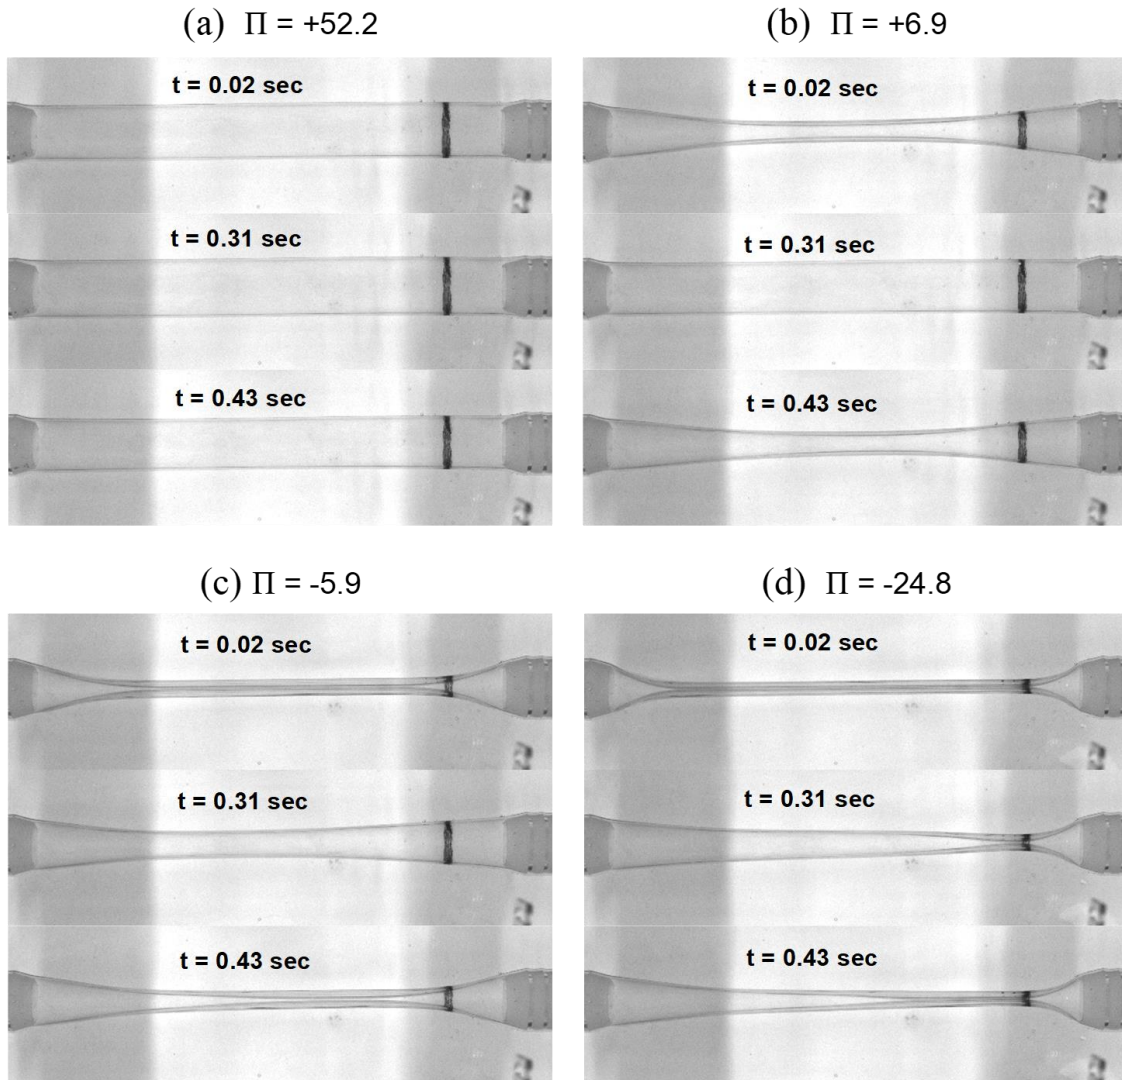 (a) Π = +52.2
t = 0.02 sec
t = 0.31 sec
t = 0.43 sec
(b) Π = +6.9
t = 0.02 sec
t = 0.31 sec
t = 0.43 sec
(c) Π = -5.9
t = 0.02 sec
t = 0.31 sec
t = 0.43 sec
(d) Π = -24.8
t = 0.02 sec
t = 0.31 sec
t = 0.43 sec